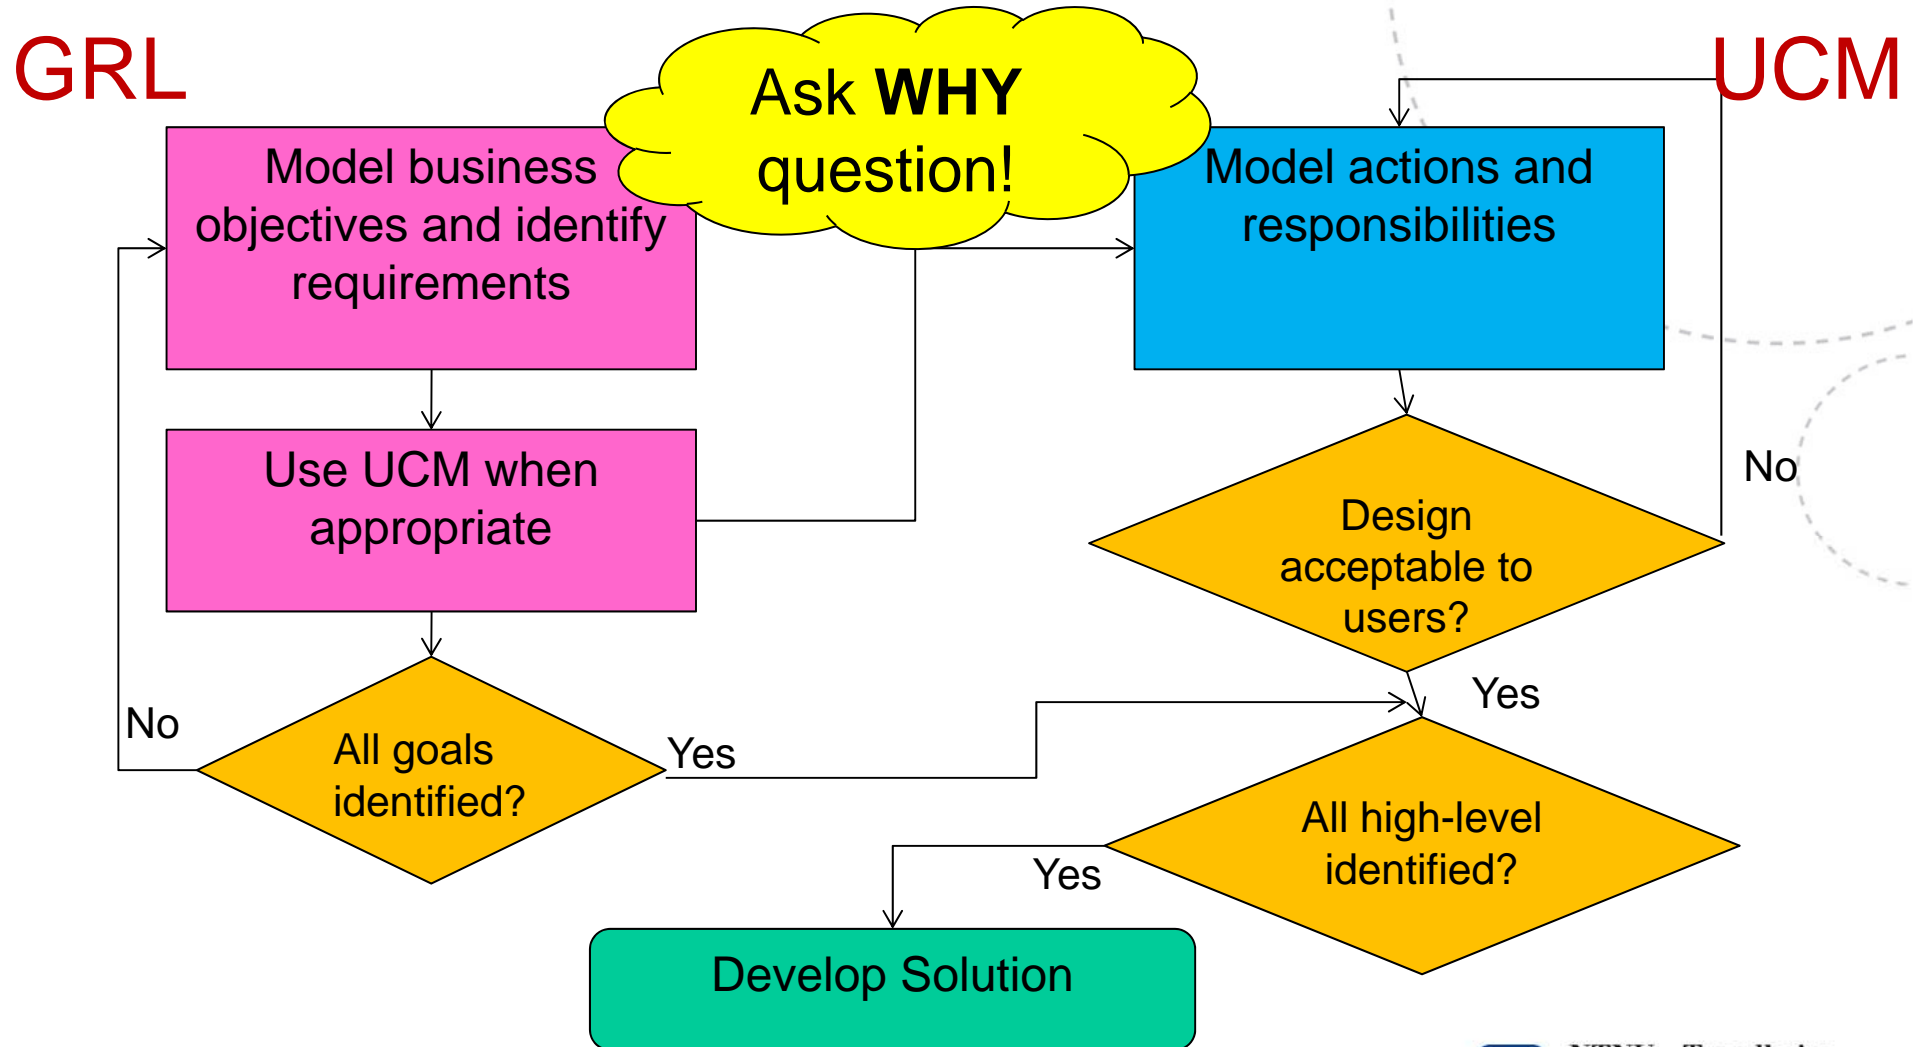 GRL
UCM
Ask WHY
question!
Model business
objectives and identify
requirements
Model actions and
responsibilities
Use UCM when
appropriate
No
Design
acceptable to
users?
Yes
No
All goals
identified?
Yes
All high-level
identified?
Yes
Develop Solution